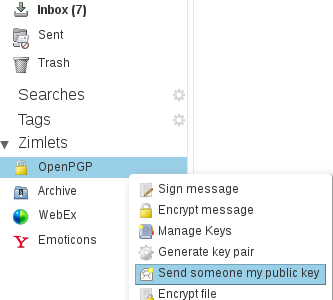 Inbox (7)
Sent
Trash
Searches
Tags
Zimlets
OpenPGP
Archive
WebEx
Emoticons
Sign message
Encrypt message
Manage Keys
Generate key pair
Send someone my public key
Encrypt file